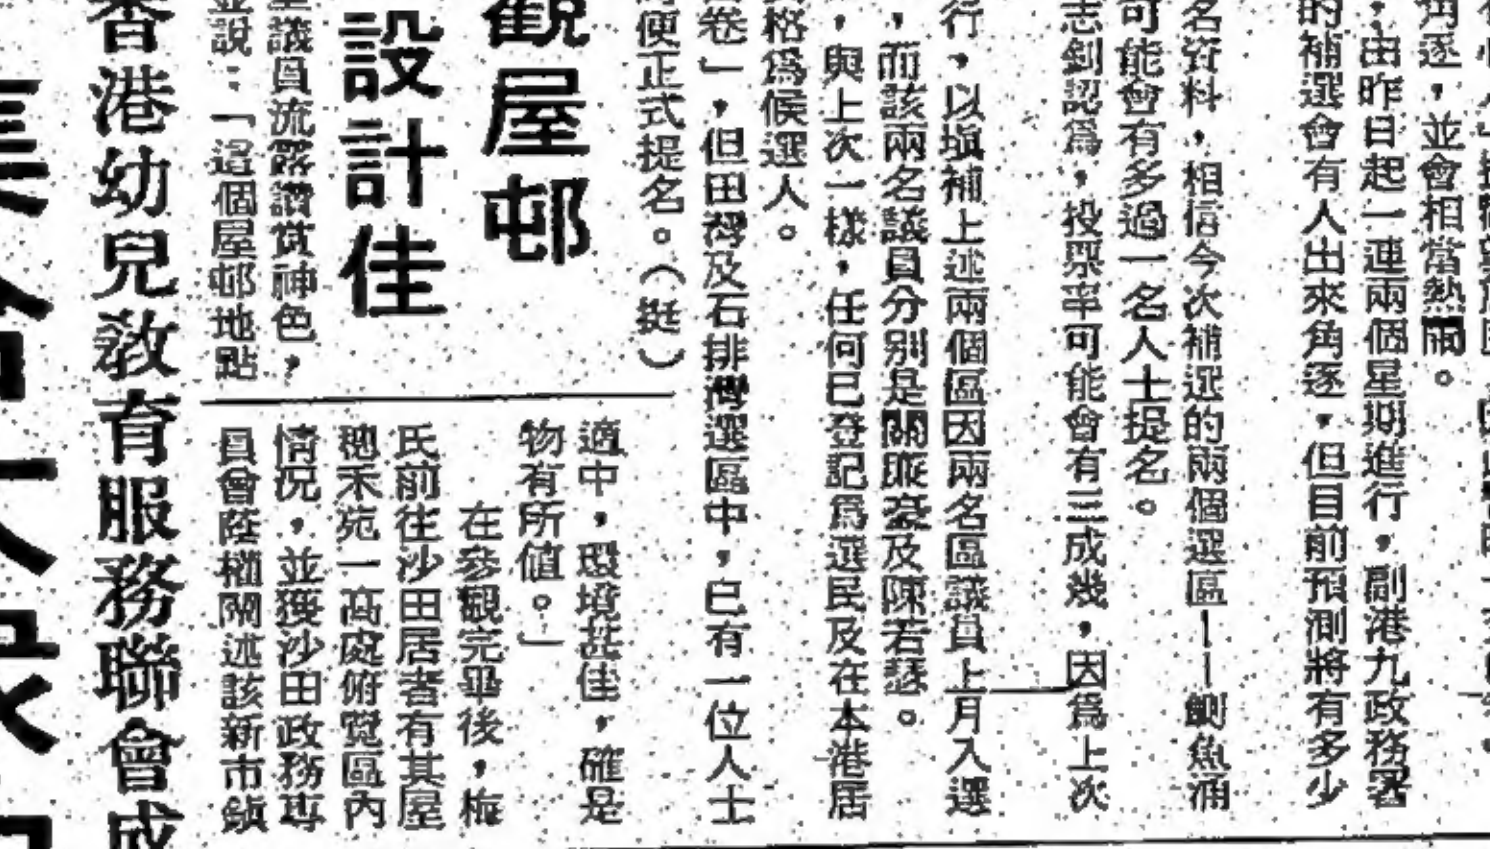 角逐，並會相當熱鬧。
，由昨日起一連兩個星期進行，副港九政務署
的補選會有人出來角逐，但目前預測將有多少
名資料，相信今次補選的兩個選區——鰂魚涌
可能會有多過一名人士提名。
志釗認爲，投票率可能會有三成幾，因爲上次
行，以塡補上述兩個區因兩名區議員上月入選
，而該兩名議員分別是關蹤豪及陳若瑟。
，與上次一樣，任何已登記爲選民及在本港居
格爲候選人。
卷」，但田灣及石排灣選區中，已有一位人士
便正式提名。（挺）
觀屋邨
設計佳
議員流露讚賞神色，
並說：「這個屋邨地點
適中，環境甚佳，確是
物有所値。」
在參觀完畢後，梅
氏前往沙田居者有其屋
穗禾苑一高處俯覽區內
情况，並獲沙田政務專
員會蔭權闡述該新市鎮
香港幼兒敎育服務聯會成